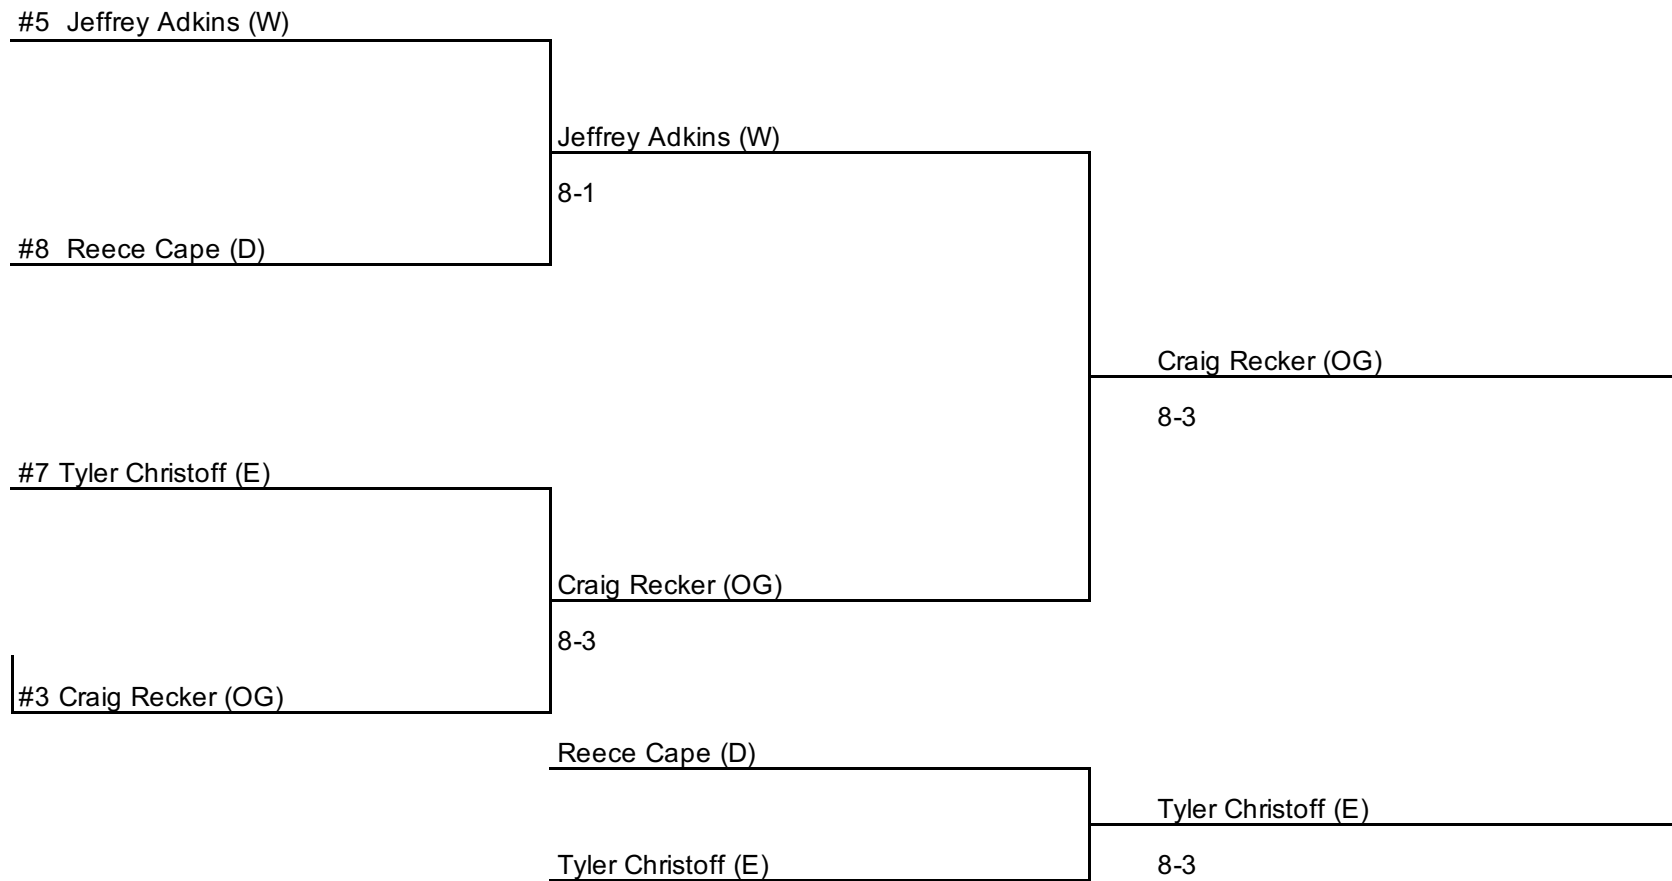 #5 Jeffrey Adkins (W)
Jeffrey Adkins (W)
8-1
#8 Reece Cape (D)
Craig Recker (OG)
8-3
#7 Tyler Christoff (E)
Craig Recker (OG)
8-3
#3 Craig Recker (OG)
Reece Cape (D)
Tyler Christoff (E)
Tyler Christoff (E)
8-3